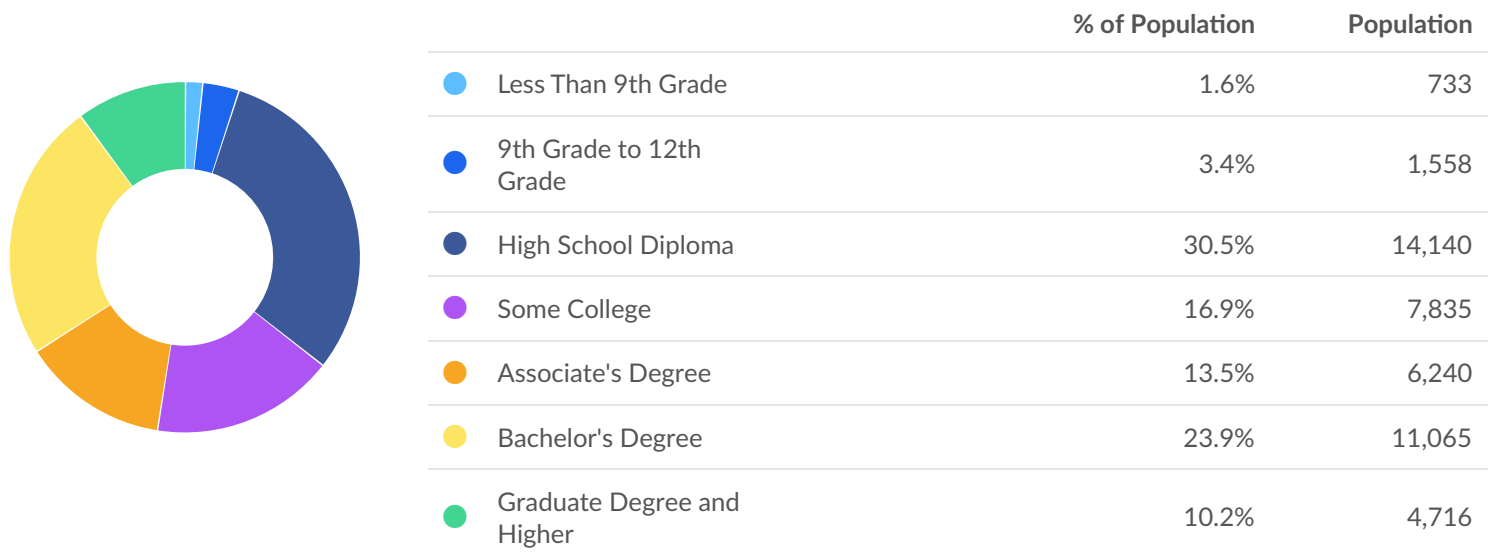 % of Population Population
Less Than 9th Grade 1.6% 733
9th Grade to 12th
Grade 3.4% 1,558
High School Diploma 30.5% 14,140
Some College 16.9% 7,835
Associate's Degree 13.5% 6,240
Bachelor's Degree 23.9% 11,065
Graduate Degree and
Higher 10.2% 4,716